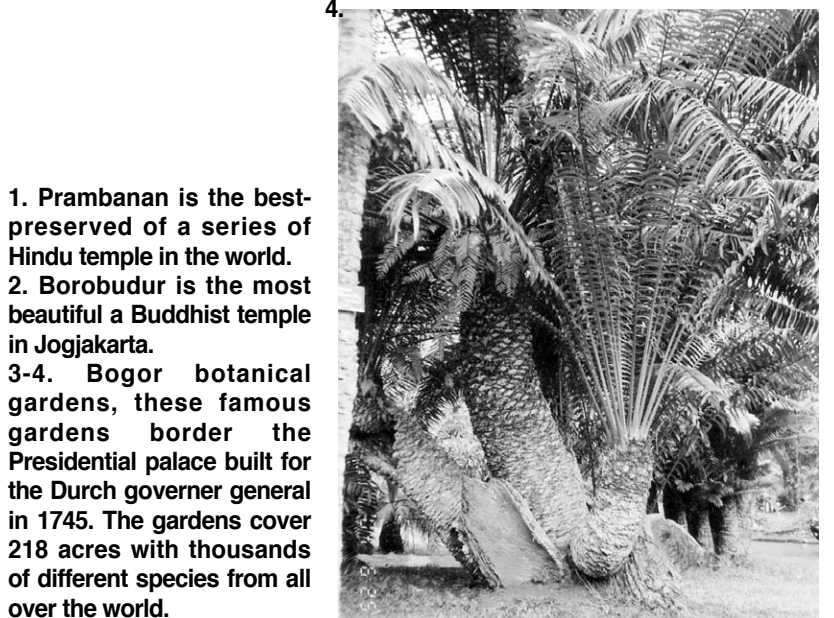 4.
1. Prambanan is the best-
preserved of a series of
Hindu temple in the world.
2. Borobudur is the most
beautiful a Buddhist temple
in Jogjakarta.
3-4. Bogor botanical
gardens, these famous
gardens border the
Presidential palace built for
the Durch governer general
in 1745. The gardens cover
218 acres with thousands
of different species from all
over the world.